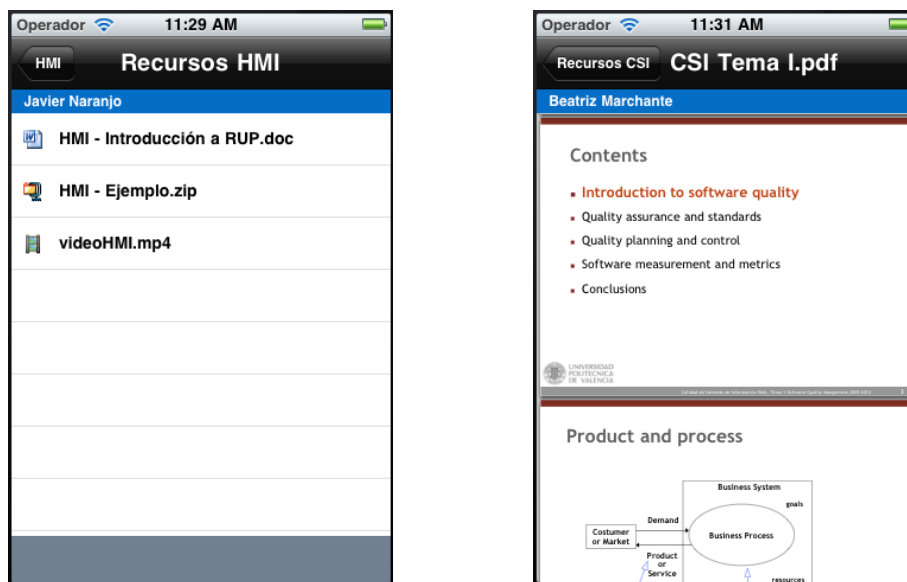 Operador 11:29 AM
HMI Recursos HMI
Javier Naranjo
HMI - Introducción a RUP.doc
HMI - Ejemplo.zip
videoHMI.mp4
Operador 11:31 AM
Recursos CSI CSI Tema I.pdf
Beatriz Marchante
Contents
Introduction to software quality
Quality assurance and standards
Quality planning and control
Software measurement and metrics
Conclusions
UNIVERSIDAD
POLITECNICA
DE VALENCIA
1
Product and process
Business System
goals
Demand
Costumer
or Market
Business Process
Product
or
Service
resources